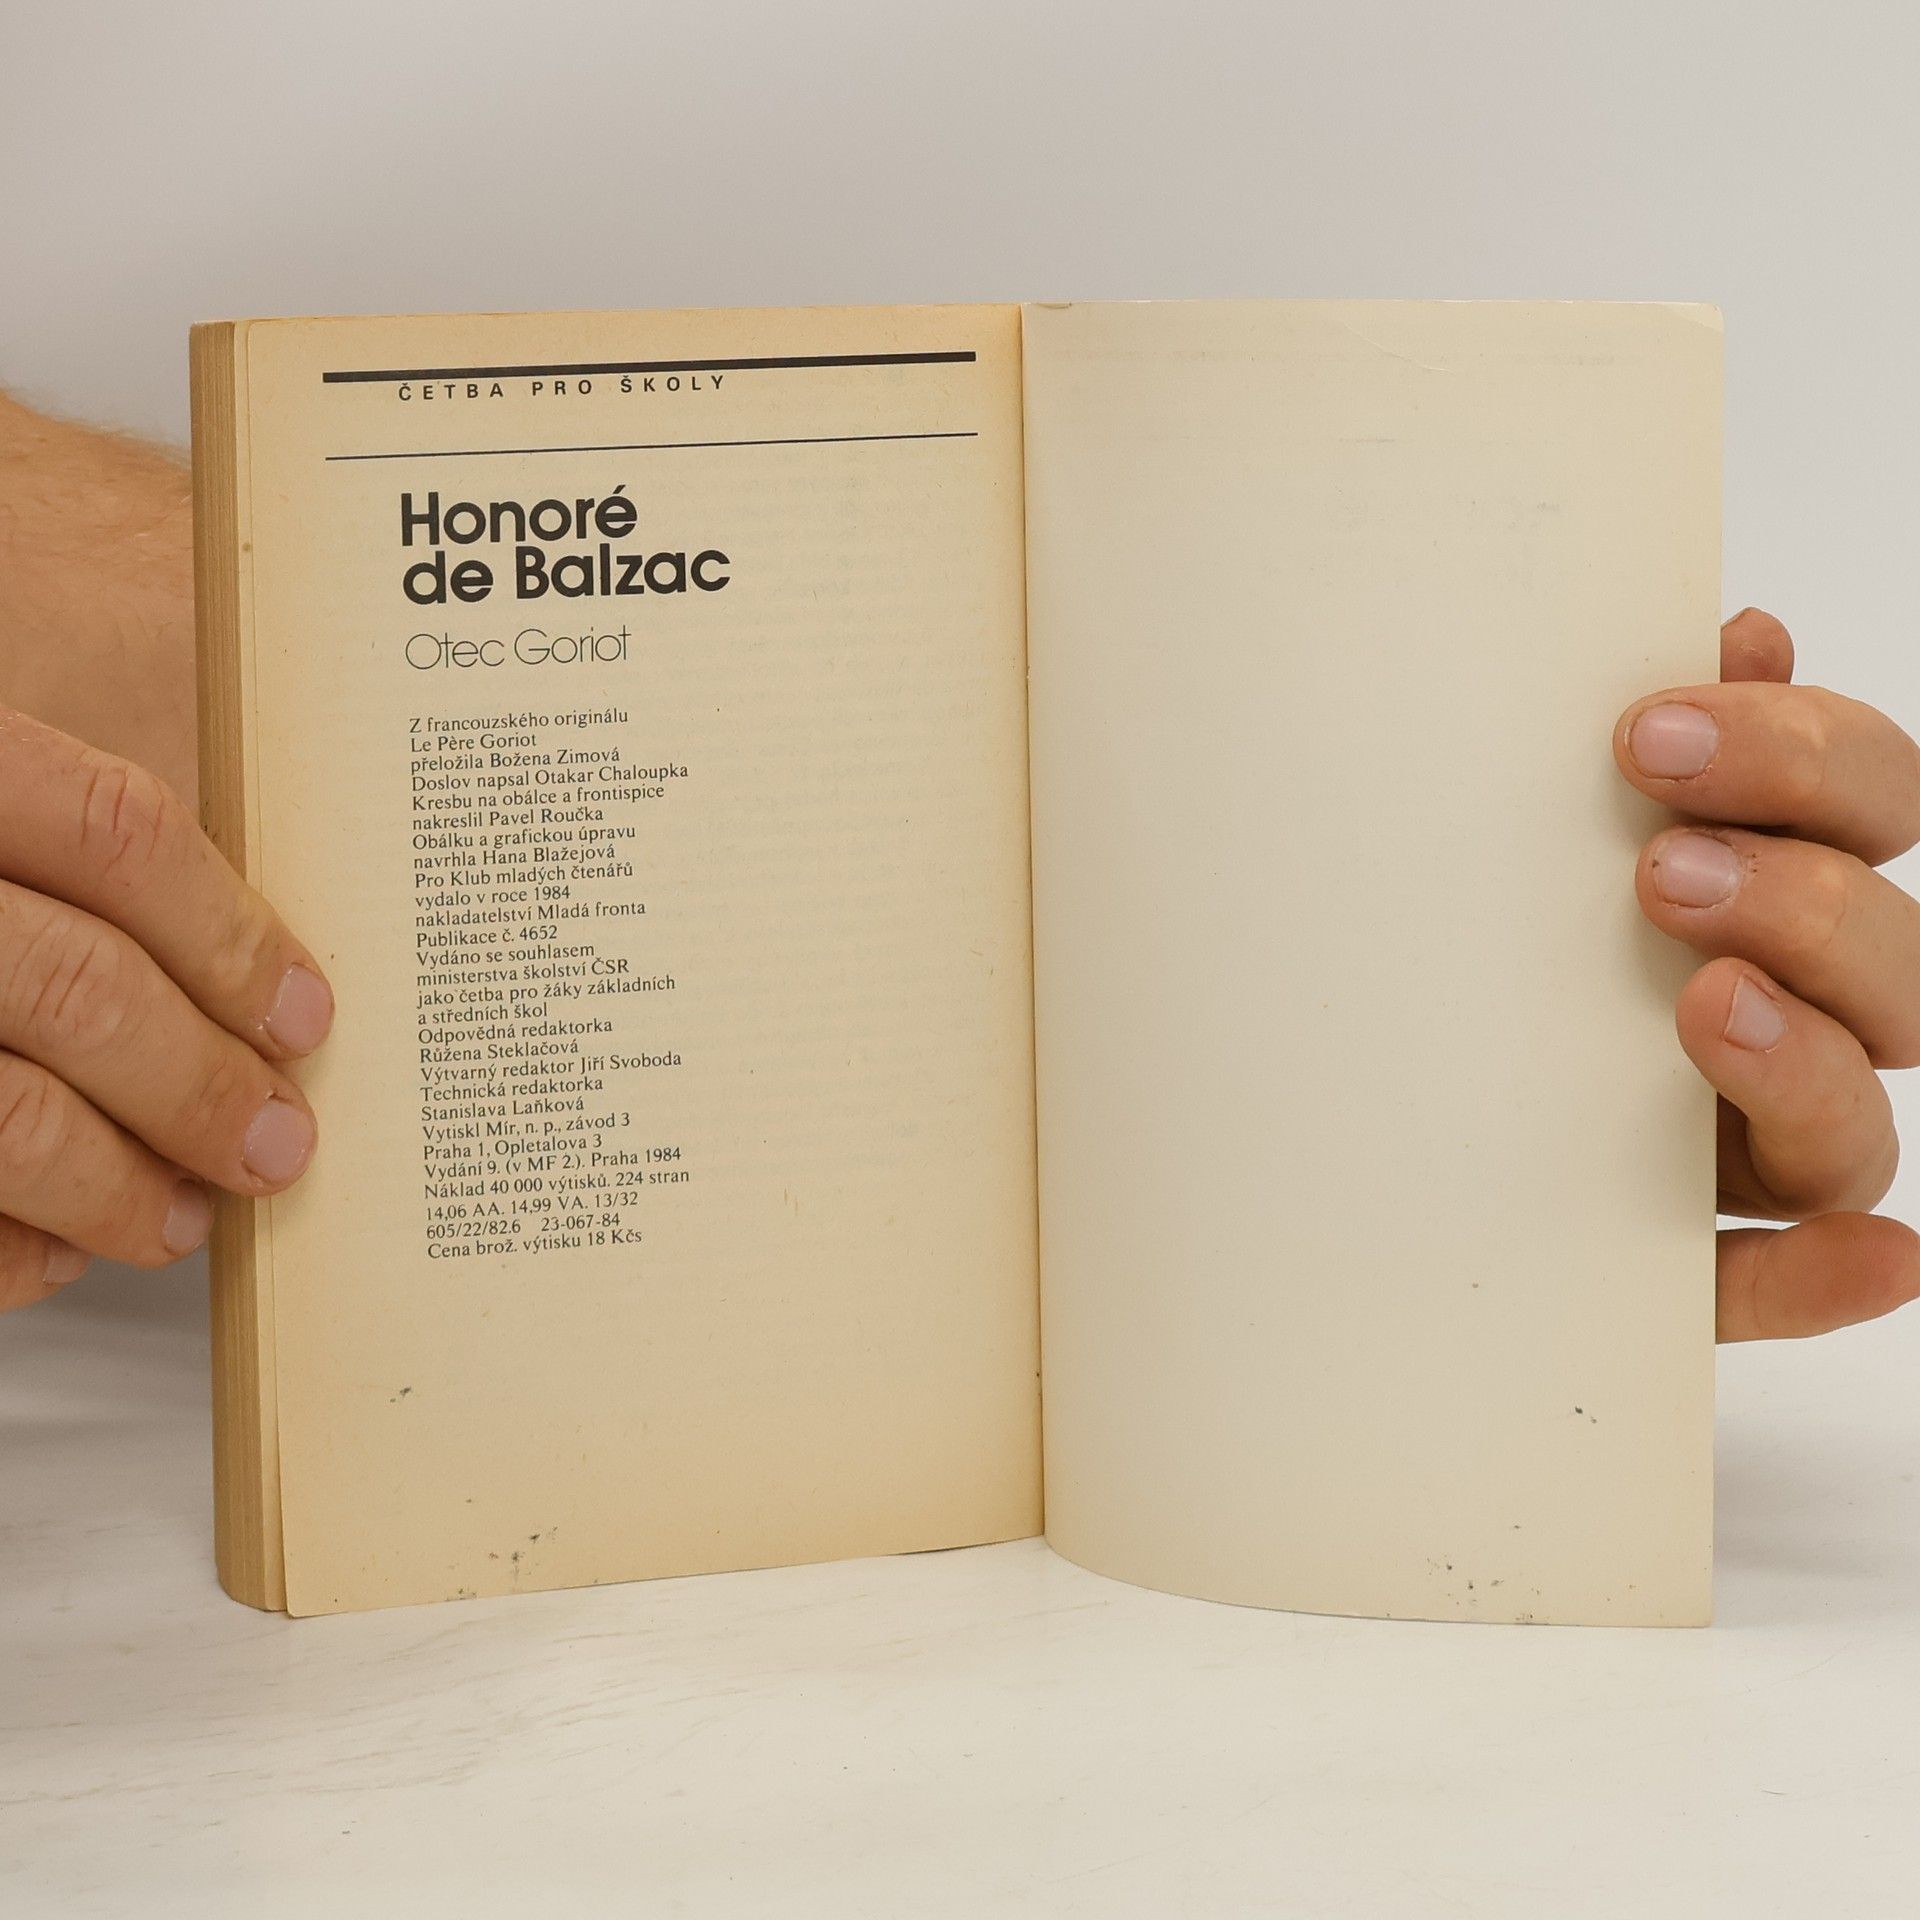 ČETBA PRO ŠKOLY
Honoré
de Balzac
Otec Goriot
Z francouzského originálu
Le Père Goriot
přeložila Božena Zimová
Doslov napsal Otakar Chaloupka
Kresbu na obálce a frontispice
nakreslil Pavel Roučka
Obálku a grafickou úpravu
navrhla Hana Blažejová
Pro Klub mladých čtenářů
vydalo v roce 1984
nakladatelství Mladá fronta
Publikace č. 4652
Vydáno se souhlasem
ministerstva školství ČSR
jako četba pro žáky základních
a středních škol
Odpovědná redaktorka
Růžena Steklačová
Výtvarný redaktor Jiří Svoboda
Technická redaktorka
Stanislava Laňková
Vytiskl Mír, n. p., závod 3
Praha 1, Opletalova 3
Vydání 9. (v MF 2.). Praha 1984
Náklad 40 000 výtisků. 224 stran
14,06 AA. 14,99 VA. 13/32
605/22/82.6 23-067-84
Cena brož. výtisku 18 Kčs